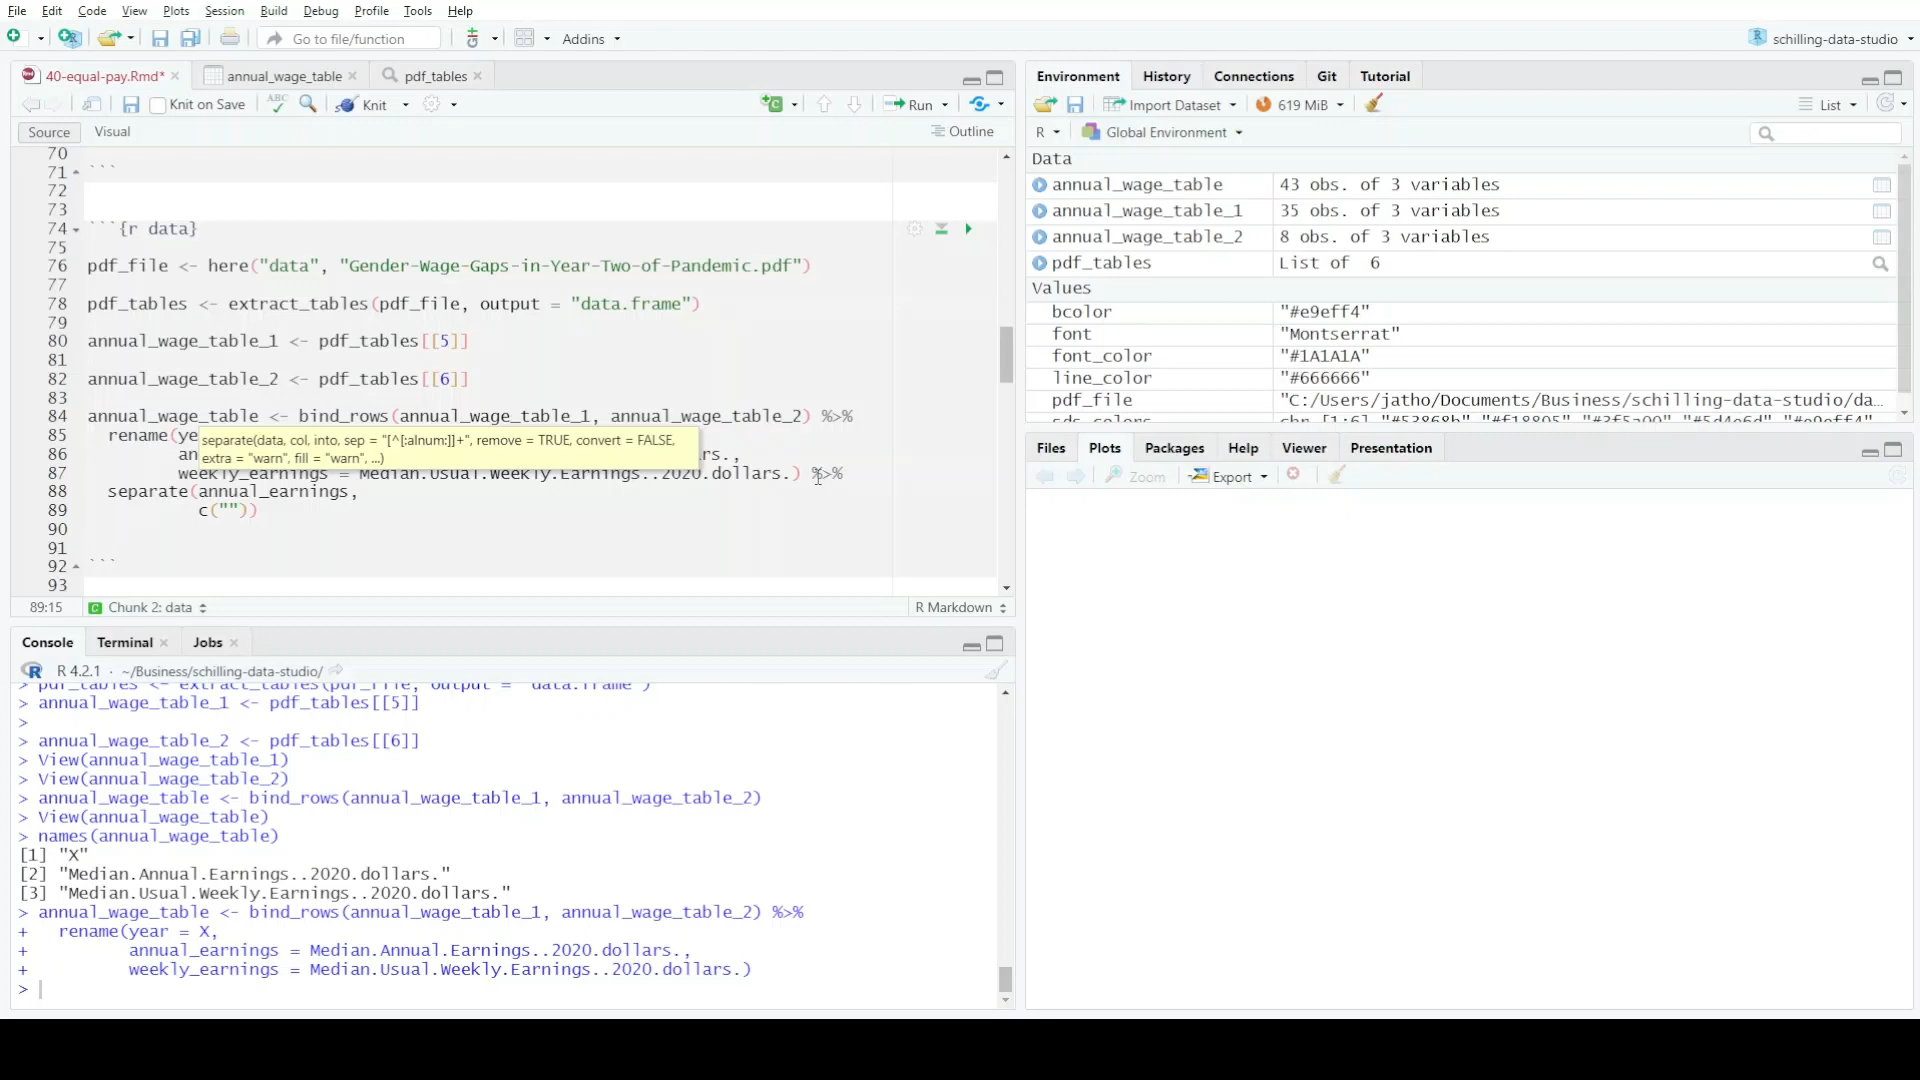 File Edit Code View Plots Session Build Debug Profile Tools Help
Go to file/function Addins schilling-data-studio
40-equal-pay.Rmd* annual_wage_table pdf_tables
Knit on Save ABC Knit Run
Source Visual Outline
70
71 ```
72
73
74 ```{r data}
75
76 pdf_file <- here("data", "Gender-Wage-Gaps-in-Year-Two-of-Pandemic.pdf")
77
78 pdf_tables <- extract_tables(pdf_file, output = "data.frame")
79
80 annual_wage_table_1 <- pdf_tables[[5]]
81
82 annual_wage_table_2 <- pdf_tables[[6]]
83
84 annual_wage_table <- bind_rows(annual_wage_table_1, annual_wage_table_2) %>%
85 rename(ye
separate(data, col, into, sep = "[^[:alnum:]]+", remove = TRUE, convert = FALSE,
86 an rs.,
extra = "warn", fill = "warn", ...)
87 weekly_earnings = Median.Usual.Weekly.Earnings..2020.dollars.) %>%
88 separate(annual_earnings,
89 c(""))
90
91
92 ```
93
89:15 Chunk 2: data R Markdown
Console Terminal Jobs
R 4.2.1 · ~/Business/schilling-data-studio/
> pdf_tables <- extract_tables(pdf_file, output = "data.frame")
> annual_wage_table_1 <- pdf_tables[[5]]
>
> annual_wage_table_2 <- pdf_tables[[6]]
> View(annual_wage_table_1)
> View(annual_wage_table_2)
> annual_wage_table <- bind_rows(annual_wage_table_1, annual_wage_table_2)
> View(annual_wage_table)
> names(annual_wage_table)
[1] "X"
[2] "Median.Annual.Earnings..2020.dollars."
[3] "Median.Usual.Weekly.Earnings..2020.dollars."
> annual_wage_table <- bind_rows(annual_wage_table_1, annual_wage_table_2) %>%
+ rename(year = X,
+ annual_earnings = Median.Annual.Earnings..2020.dollars.,
+ weekly_earnings = Median.Usual.Weekly.Earnings..2020.dollars.)
>
Environment History Connections Git Tutorial
Import Dataset 619 MiB List
R Global Environment
Data
annual_wage_table 43 obs. of 3 variables
annual_wage_table_1 35 obs. of 3 variables
annual_wage_table_2 8 obs. of 3 variables
pdf_tables List of 6
Values
bcolor "#e9eff4"
font "Montserrat"
font_color "#1A1A1A"
line_color "#666666"
pdf_file "C:/Users/jatho/Documents/Business/schilling-data-studio/da…
Files Plots Packages Help Viewer Presentation
Zoom Export